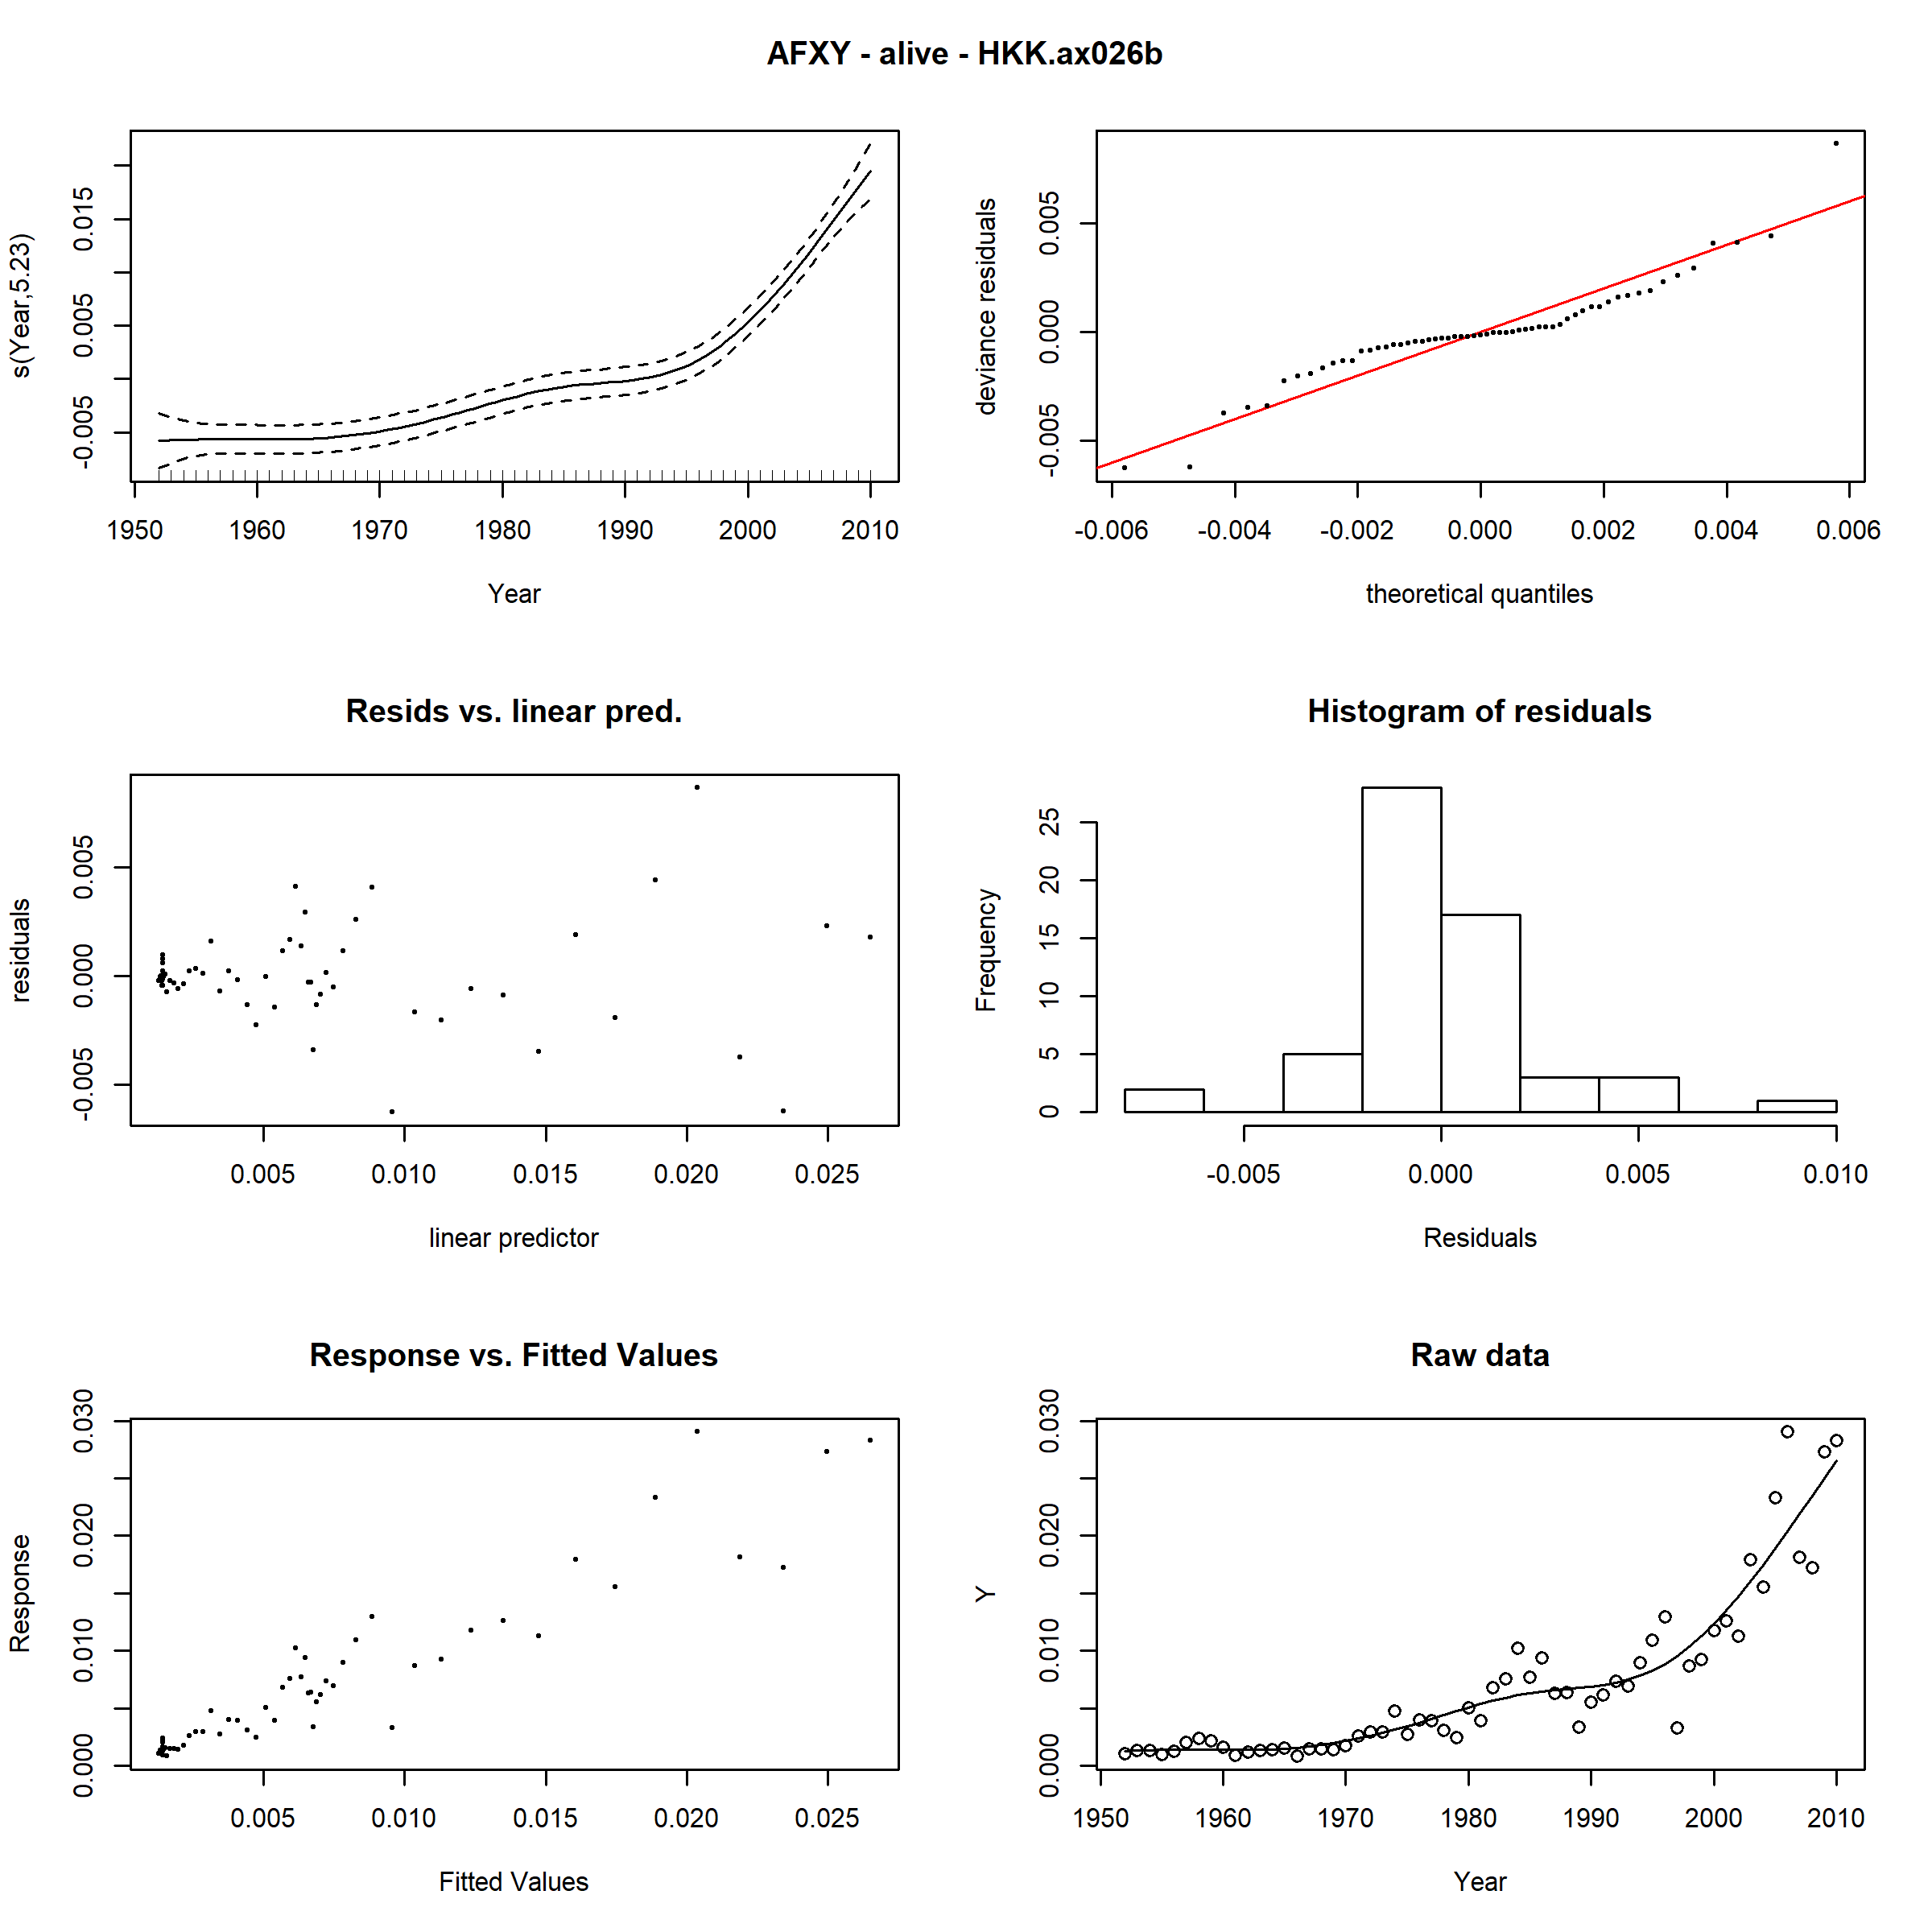 AFXY - alive - HKK.ax026b
s(Year,5.23)
-0.005 0.005 0.015
1950 1960 1970 1980 1990 2000 2010
Year
deviance residuals
-0.005 0.000 0.005
-0.006 -0.004 -0.002 0.000 0.002 0.004 0.006
theoretical quantiles
Resids vs. linear pred.
residuals
-0.005 0.000 0.005
0.005 0.010 0.015 0.020 0.025
linear predictor
Histogram of residuals
Frequency
0 5 10 15 20 25
-0.005 0.000 0.005 0.010
Residuals
Response vs. Fitted Values
Response
0.000 0.010 0.020 0.030
0.005 0.010 0.015 0.020 0.025
Fitted Values
Raw data
Y
0.000 0.010 0.020 0.030
1950 1960 1970 1980 1990 2000 2010
Year